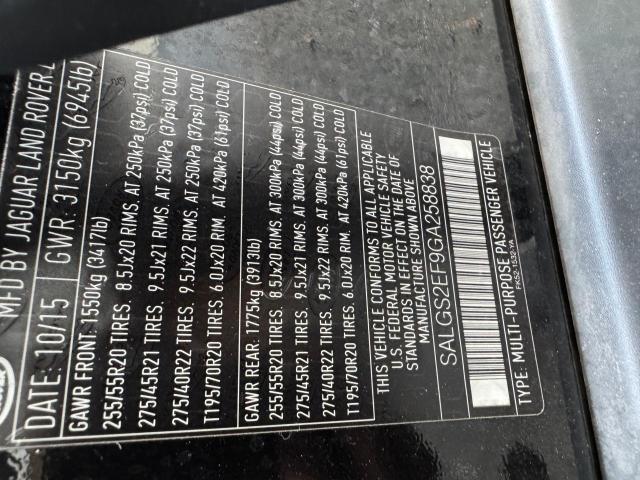 MFD BY JAGUAR LAND ROVER
DATE: 10/15 GWR: 3150kg (6945lb)
GAWR FRONT: 1550kg (3417lb)
255/55R20 TIRES. 8.5Jx20 RIMS. AT 250kPa (37psi) COLD
275/45R21 TIRES. 9.5Jx21 RIMS. AT 250kPa (37psi) COLD
275/40R22 TIRES. 9.5Jx22 RIMS. AT 250kPa (37psi) COLD
T195/70R20 TIRES. 6.0Jx20 RIMS. AT 420kPa (61psi) COLD
GAWR REAR: 1775kg (3913lb)
255/55R20 TIRES. 8.5Jx20 RIMS. AT 300kPa (44psi) COLD
275/45R21 TIRES. 9.5Jx21 RIMS. AT 300kPa (44psi) COLD
275/40R22 TIRES. 9.5Jx22 RIMS. AT 300kPa (44psi) COLD
T195/70R20 TIRES. 6.0Jx20 RIMS. AT 420kPa (61psi) COLD
THIS VEHICLE CONFORMS TO ALL APPLICABLE
U.S. FEDERAL MOTOR VEHICLE SAFETY
STANDARDS IN EFFECT ON THE DATE OF
MANUFACTURE SHOWN ABOVE
SALGS2EF9GA258838
TYPE: MULTI-PURPOSE PASSENGER VEHICLE